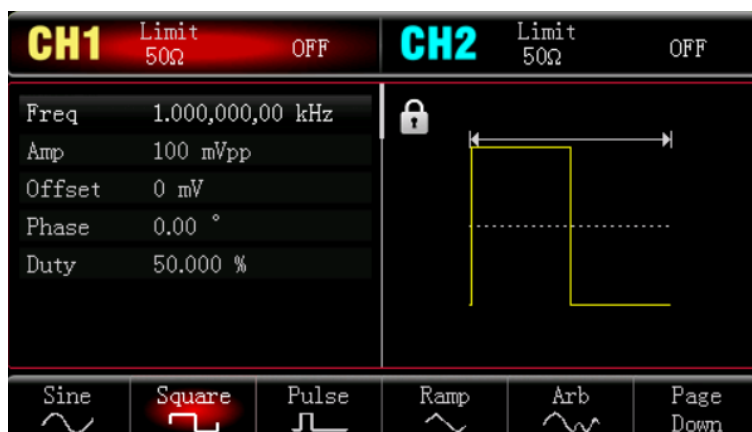 CH1 Limit 50Ω OFF CH2 Limit 50Ω OFF
Freq 1.000,000,00 kHz
Amp 100 mVpp
Offset 0 mV
Phase 0.00 °
Duty 50.000 %
Sine Square Pulse Ramp Arb Page Down